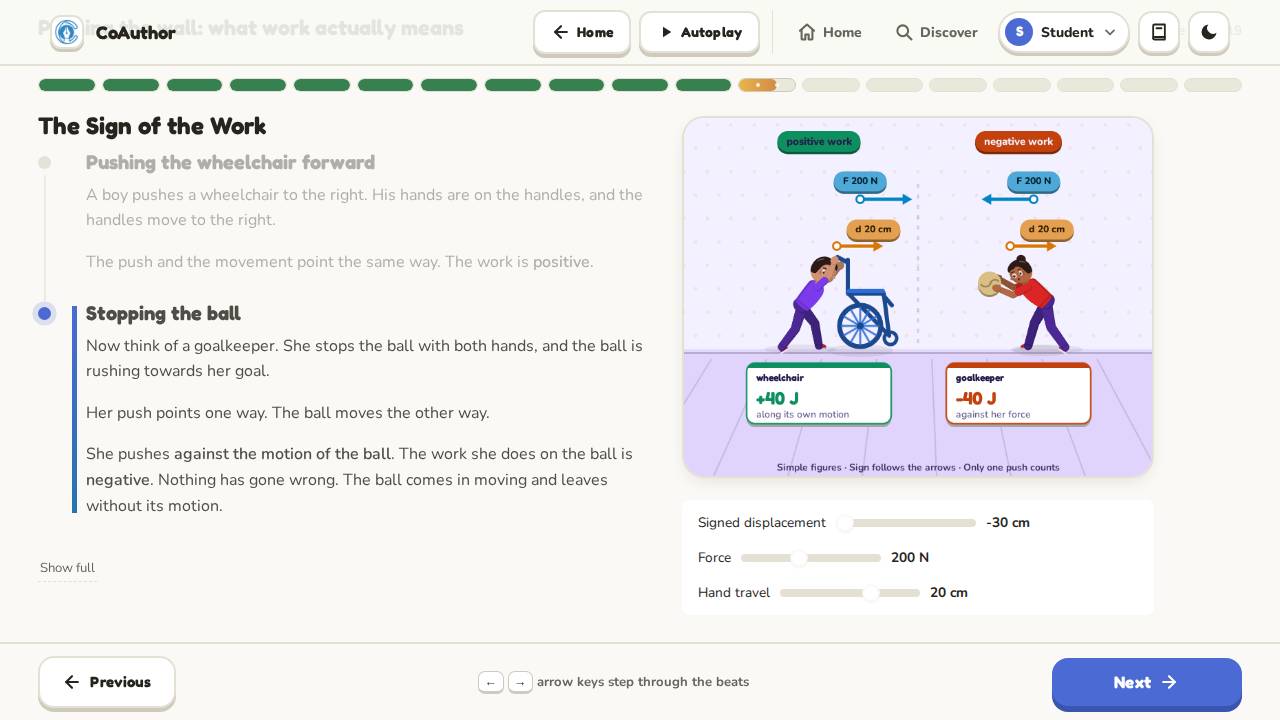 CoAuthor
Home
Autoplay
Home
Discover
S
Student
The Sign of the Work
Pushing the wheelchair forward
A boy pushes a wheelchair to the right. His hands are on the handles, and the
handles move to the right.
The push and the movement point the same way. The work is positive.
Stopping the ball
Now think of a goalkeeper. She stops the ball with both hands, and the ball is
rushing towards her goal.
Her push points one way. The ball moves the other way.
She pushes against the motion of the ball. The work she does on the ball is
negative. Nothing has gone wrong. The ball comes in moving and leaves
without its motion.
Show full
positive work
negative work
F 200 N
F 200 N
d 20 cm
d 20 cm
wheelchair
+40 J
along its own motion
goalkeeper
−40 J
against her force
Simple figures · Sign follows the arrows · Only one push counts
Signed displacement -30 cm
Force 200 N
Hand travel 20 cm
Previous
← → arrow keys step through the beats
Next